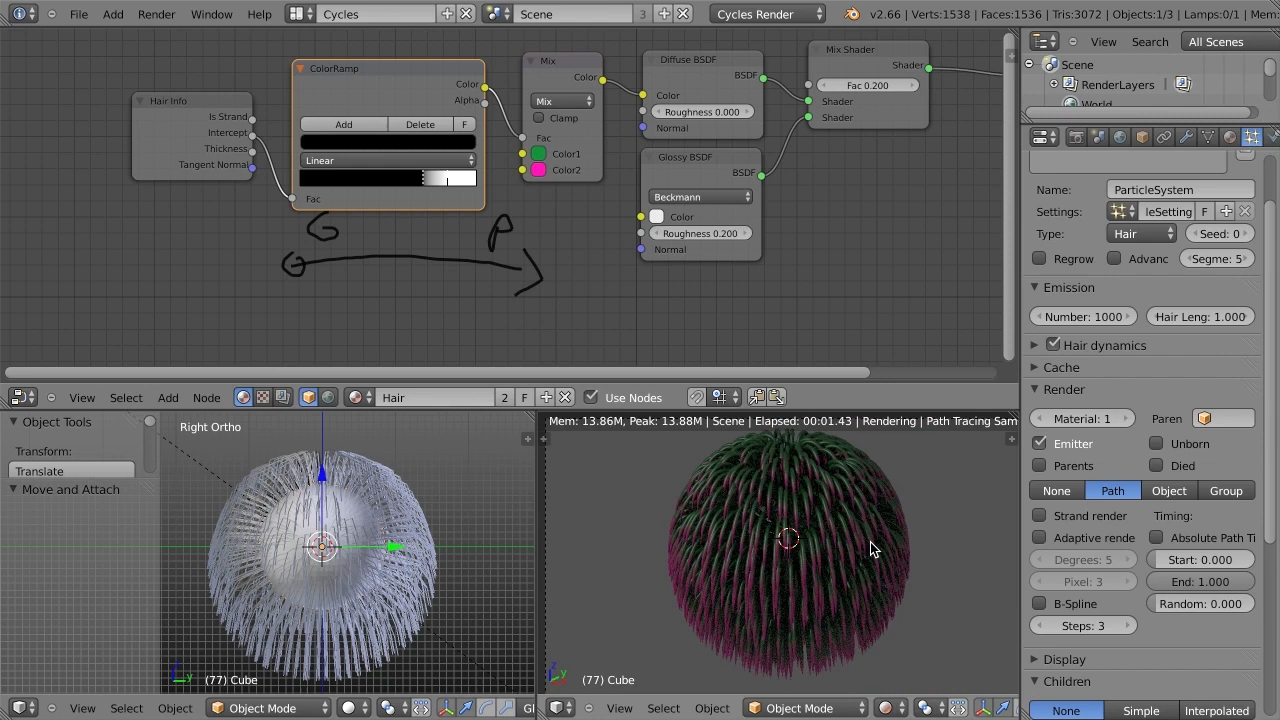 File Add Render Window Help Cycles Scene 3 Cycles Render v2.66 | Verts:1538 | Faces:1536 | Tris:3072 | Objects:1/3 | Lamps:0/1 | Mem
View Search All Scenes
Scene
RenderLayers
World
Hair Info
Is Strand
Intercept
Thickness
Tangent Normal
ColorRamp
Color
Alpha
Add Delete F
Linear
Fac
Mix
Color
Mix
Clamp
Fac
Color1
Color2
Diffuse BSDF
BSDF
Color
Roughness 0.000
Normal
Glossy BSDF
BSDF
Beckmann
Color
Roughness 0.200
Normal
Mix Shader
Shader
Fac 0.200
Shader
Shader
G P
View Select Add Node Hair 2 F Use Nodes
Object Tools
Transform:
Translate
Move and Attach
Right Ortho
(77) Cube
Mem: 13.86M, Peak: 13.88M | Scene | Elapsed: 00:01.43 | Rendering | Path Tracing Sam
(77) Cube
View Select Object Object Mode Gl
View Select Object Object Mode
Name: ParticleSystem
Settings: leSetting F
Type: Hair Seed: 0
Regrow Advanc Segme: 5
Emission
Number: 1000 Hair Len: 1.000
Hair dynamics
Cache
Render
Material: 1 Paren
Emitter Unborn
Parents Died
None Path Object Group
Strand render Timing:
Adaptive rende Absolute Path Ti
Degrees: 5 Start: 0.000
Pixel: 3 End: 1.000
B-Spline Random: 0.000
Steps: 3
Display
Children
None Simple Interpolated